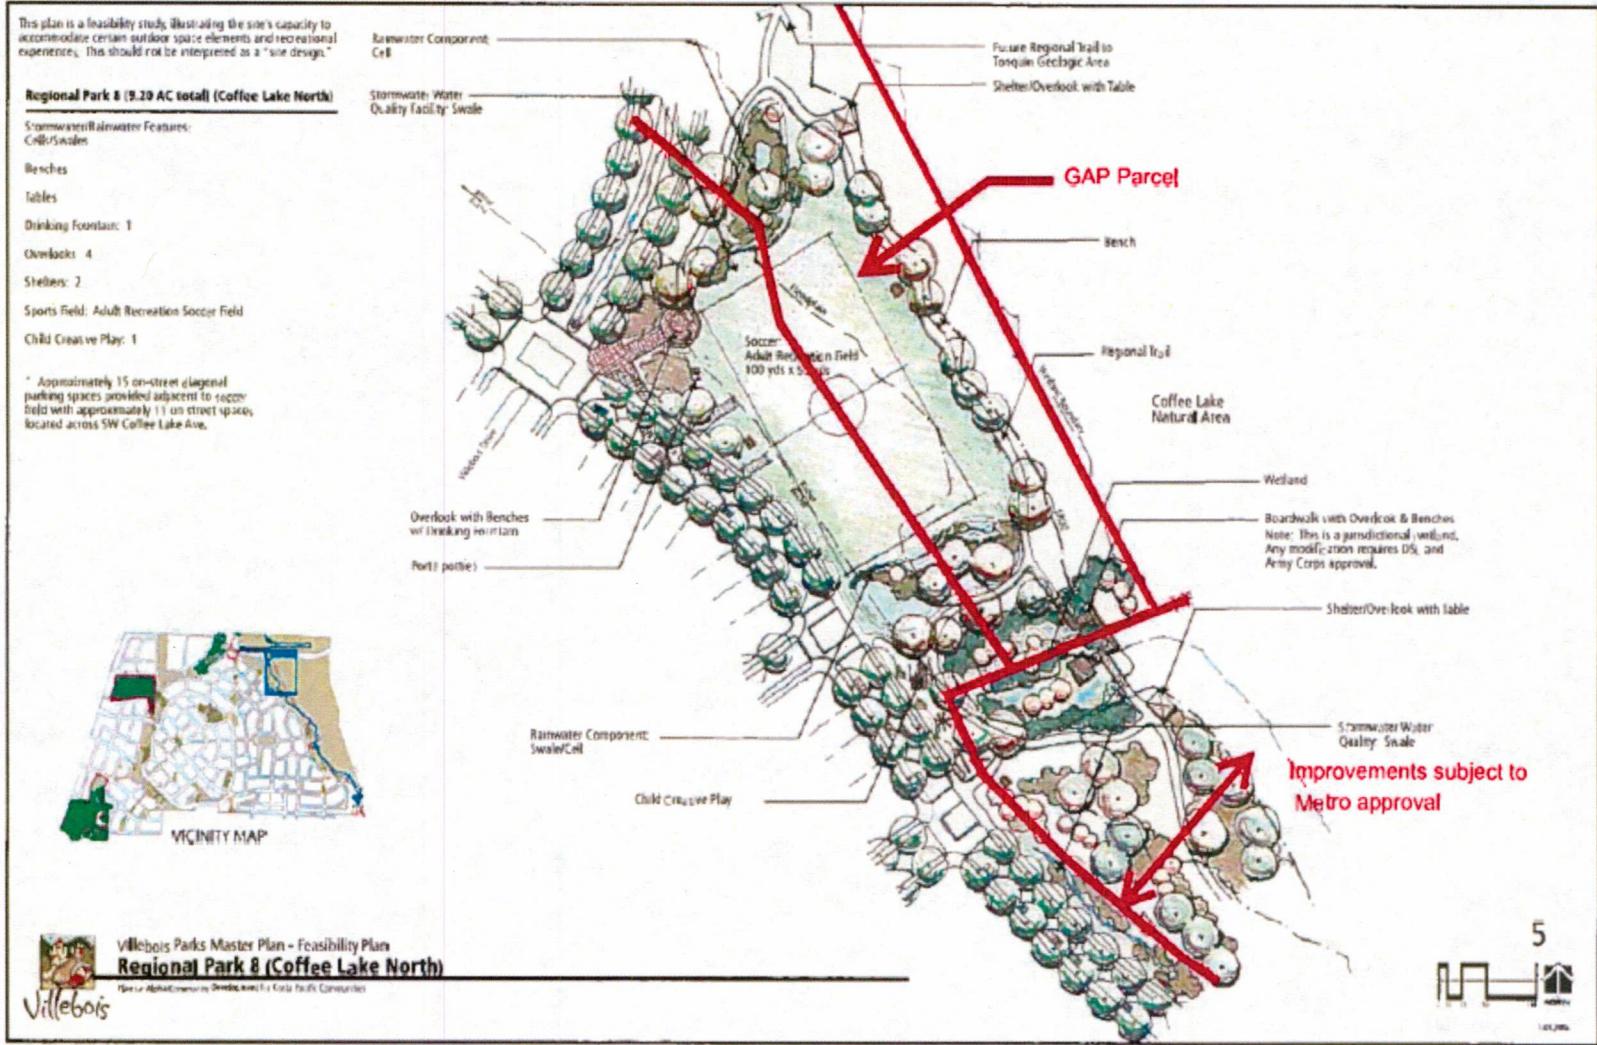 This plan is a feasibility study, illustrating the site's capacity to
accommodate certain outdoor space elements and recreational
experiences. This should not be interpreted as a "site design."
Regional Park 8 (9.20 AC total) (Coffee Lake North)
Stormwater/Rainwater Features:
Cells/Swales
Benches
Tables
Drinking Fountain: 1
Overlooks 4
Shelters: 2
Sports Field: Adult Recreation Soccer Field
Child Creative Play: 1
* Approximately 15 on-street diagonal
parking spaces provided adjacent to soccer
field with approximately 11 on street spaces
located across SW Coffee Lake Ave.
Rainwater Component:
Cell
Stormwater Water
Quality Facility: Swale
Future Regional Trail to
Tonquin Geologic Area
Shelter/Overlook with Table
GAP Parcel
Bench
Floodplain
Soccer
Adult Recreation Field
100 yds x
Regional Trail
Coffee Lake
Natural Area
Villebois Drive
Wetland
Overlook with Benches
w/ Drinking Fountain
Boardwalk with Overlook & Benches
Note: This is a jurisdictional wetland.
Any modification requires DSL and
Army Corps approval.
Porta potties
Shelter/Overlook with Table
Rainwater Component:
Swale/Cell
Stormwater Water
Quality: Swale
Improvements subject to
Metro approval
Child Creative Play
VICINITY MAP
Villebois Parks Master Plan - Feasibility Plan
Regional Park 8 (Coffee Lake North)
Villebois
5
NORTH